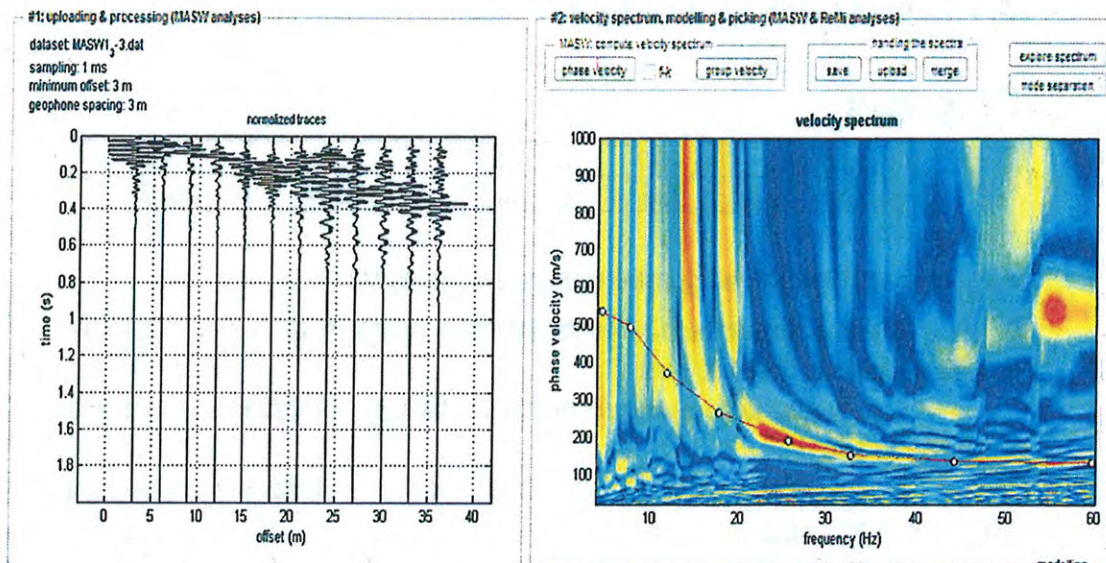 #1: uploading & processing (MASW analyses)
dataset: MASW1_3-3.dat
sampling: 1 ms
minimum offset: 3 m
geophone spacing: 3 m
normalized traces
0
0.2
0.4
0.6
0.8
1
1.2
1.4
1.6
1.8
time (s)
0 5 10 15 20 25 30 35 40
offset (m)
#2: velocity spectrum, modelling & picking (MASW & ReMi analyses)
MASW: compute velocity spectrum
phase velocity f-k group velocity
handling the spectra
save upload merge
explore spectrum
mode separation
velocity spectrum
1000
900
800
700
600
500
400
300
200
100
phase velocity (m/s)
10 20 30 40 50 60
frequency (Hz)
modelling